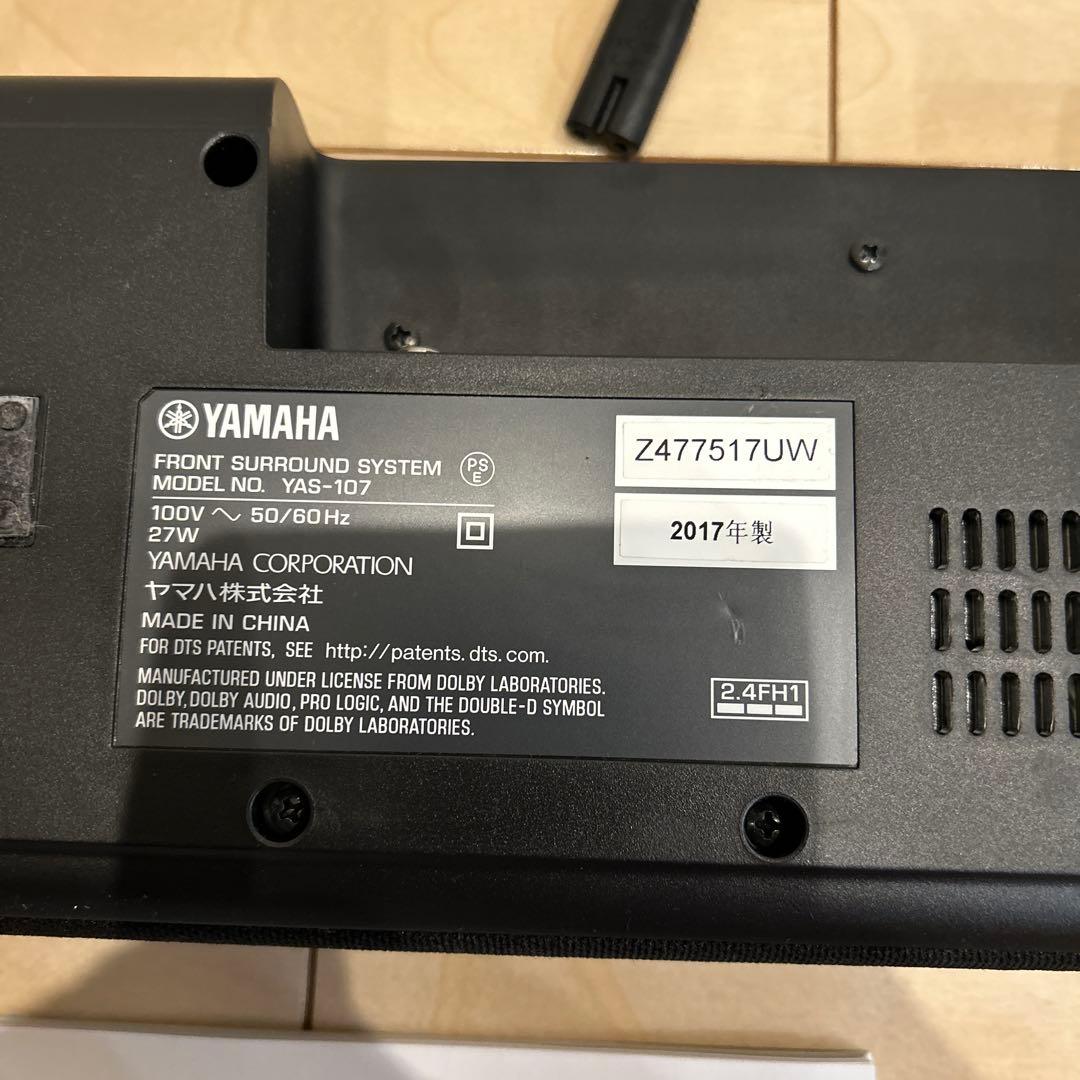 YAMAHA
FRONT SURROUND SYSTEM
PS
E
MODEL NO. YAS-107
100V ～ 50/60Hz
27W
YAMAHA CORPORATION
ヤマハ株式会社
MADE IN CHINA
FOR DTS PATENTS, SEE http://patents.dts.com.
MANUFACTURED UNDER LICENSE FROM DOLBY LABORATORIES.
DOLBY, DOLBY AUDIO, PRO LOGIC, AND THE DOUBLE-D SYMBOL
ARE TRADEMARKS OF DOLBY LABORATORIES.
Z477517UW
2017年製
2.4FH1